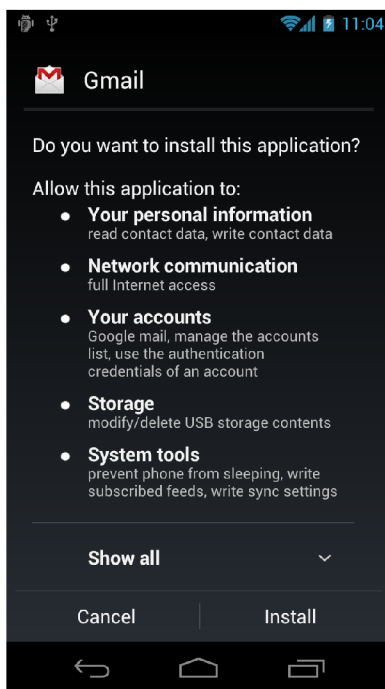 11:04
Gmail
Do you want to install this application?
Allow this application to:
● Your personal information
read contact data, write contact data
● Network communication
full Internet access
● Your accounts
Google mail, manage the accounts
list, use the authentication
credentials of an account
● Storage
modify/delete USB storage contents
● System tools
prevent phone from sleeping, write
subscribed feeds, write sync settings
Show all
Cancel Install